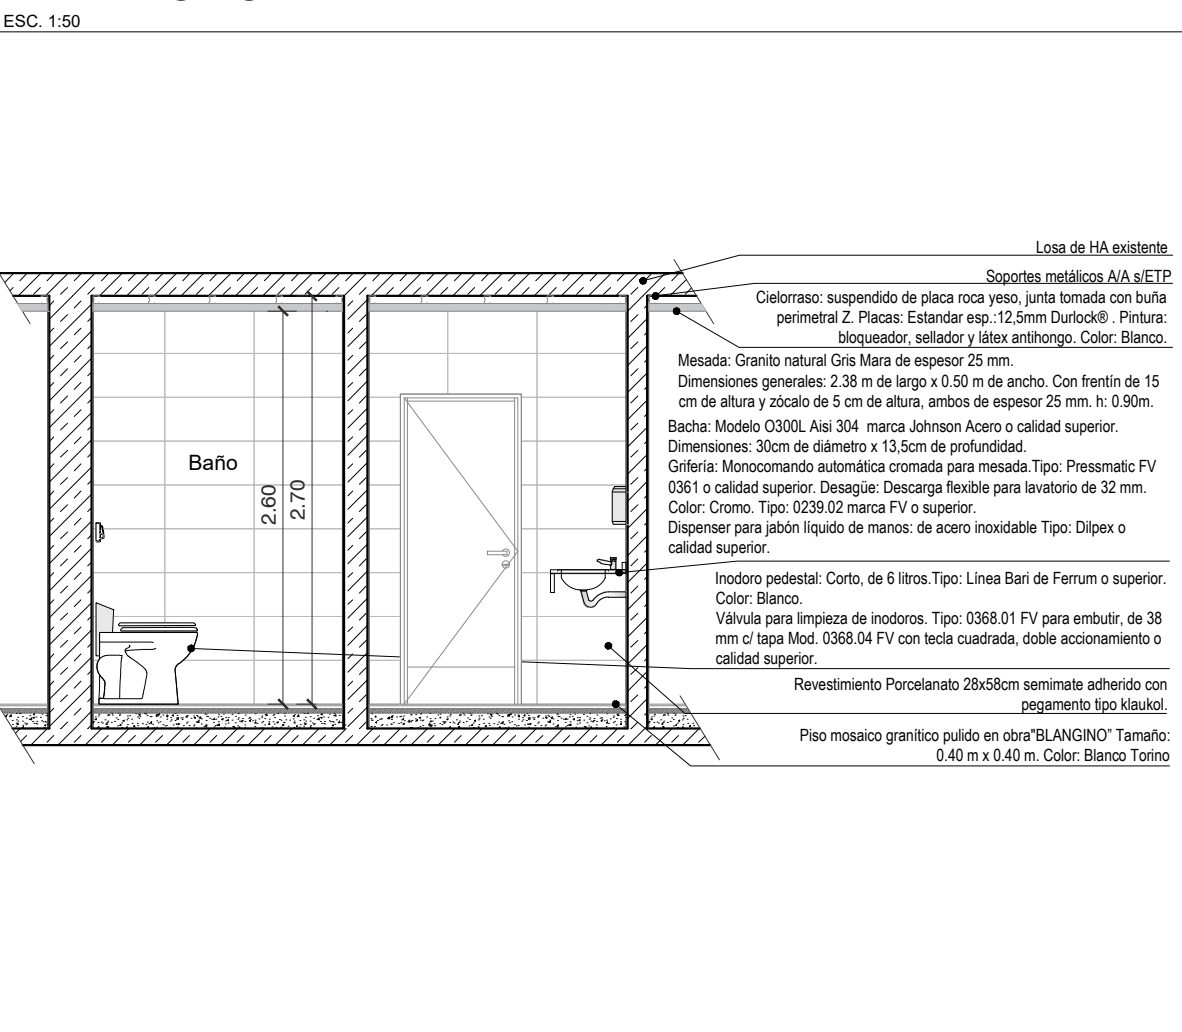 ESC. 1:50
Losa de HA existente
Soportes metálicos A/A s/ETP
Cielorraso: suspendido de placa roca yeso, junta tomada con buña
perimetral Z. Placas: Estandar esp.:12,5mm Durlock® . Pintura:
bloqueador, sellador y látex antihongo. Color: Blanco.
Mesada: Granito natural Gris Mara de espesor 25 mm.
Dimensiones generales: 2.38 m de largo x 0.50 m de ancho. Con frentín de 15
cm de altura y zócalo de 5 cm de altura, ambos de espesor 25 mm. h: 0.90m.
Bacha: Modelo O300L Aisi 304 marca Johnson Acero o calidad superior.
Dimensiones: 30cm de diámetro x 13,5cm de profundidad.
Grifería: Monocomando automática cromada para mesada.Tipo: Pressmatic FV
0361 o calidad superior. Desagüe: Descarga flexible para lavatorio de 32 mm.
Color: Cromo. Tipo: 0239.02 marca FV o superior.
Dispenser para jabón líquido de manos: de acero inoxidable Tipo: Dilpex o
calidad superior.
Baño
2.60
2.70
Inodoro pedestal: Corto, de 6 litros.Tipo: Línea Bari de Ferrum o superior.
Color: Blanco.
Válvula para limpieza de inodoros. Tipo: 0368.01 FV para embutir, de 38
mm c/ tapa Mod. 0368.04 FV con tecla cuadrada, doble accionamiento o
calidad superior.
Revestimiento Porcelanato 28x58cm semimate adherido con
pegamento tipo klaukol.
Piso mosaico granítico pulido en obra"BLANGINO” Tamaño:
0.40 m x 0.40 m. Color: Blanco Torino